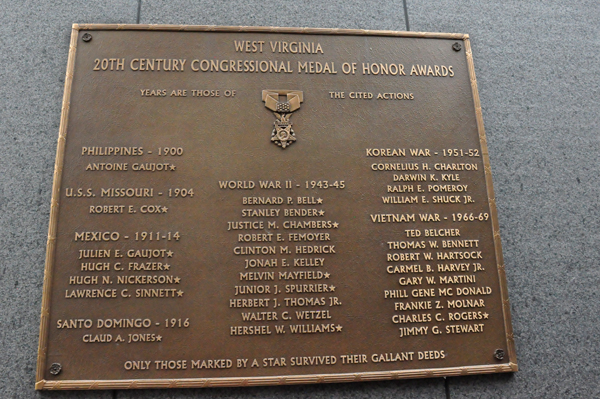 WEST VIRGINIA
20TH CENTURY CONGRESSIONAL MEDAL OF HONOR AWARDS
YEARS ARE THOSE OF THE CITED ACTIONS
PHILIPPINES - 1900
ANTOINE GAUJOT★
U.S.S. MISSOURI - 1904
ROBERT E. COX★
MEXICO - 1911-14
JULIEN E. GAUJOT★
HUGH C. FRAZER★
HUGH N. NICKERSON★
LAWRENCE C. SINNETT★
SANTO DOMINGO - 1916
CLAUD A. JONES★
WORLD WAR II - 1943-45
BERNARD P. BELL★
STANLEY BENDER★
JUSTICE M. CHAMBERS★
ROBERT E. FEMOYER
CLINTON M. HEDRICK
JONAH E. KELLEY
MELVIN MAYFIELD★
JUNIOR J. SPURRIER★
HERBERT J. THOMAS JR.
WALTER C. WETZEL
HERSHEL W. WILLIAMS★
KOREAN WAR - 1951-52
CORNELIUS H. CHARLTON
DARWIN K. KYLE
RALPH E. POMEROY
WILLIAM E. SHUCK JR.
VIETNAM WAR - 1966-69
TED BELCHER
THOMAS W. BENNETT
ROBERT W. HARTSOCK
CARMEL B. HARVEY JR.
GARY W. MARTINI
PHILL GENE MC DONALD
FRANKIE Z. MOLNAR
CHARLES C. ROGERS★
JIMMY G. STEWART
ONLY THOSE MARKED BY A STAR SURVIVED THEIR GALLANT DEEDS